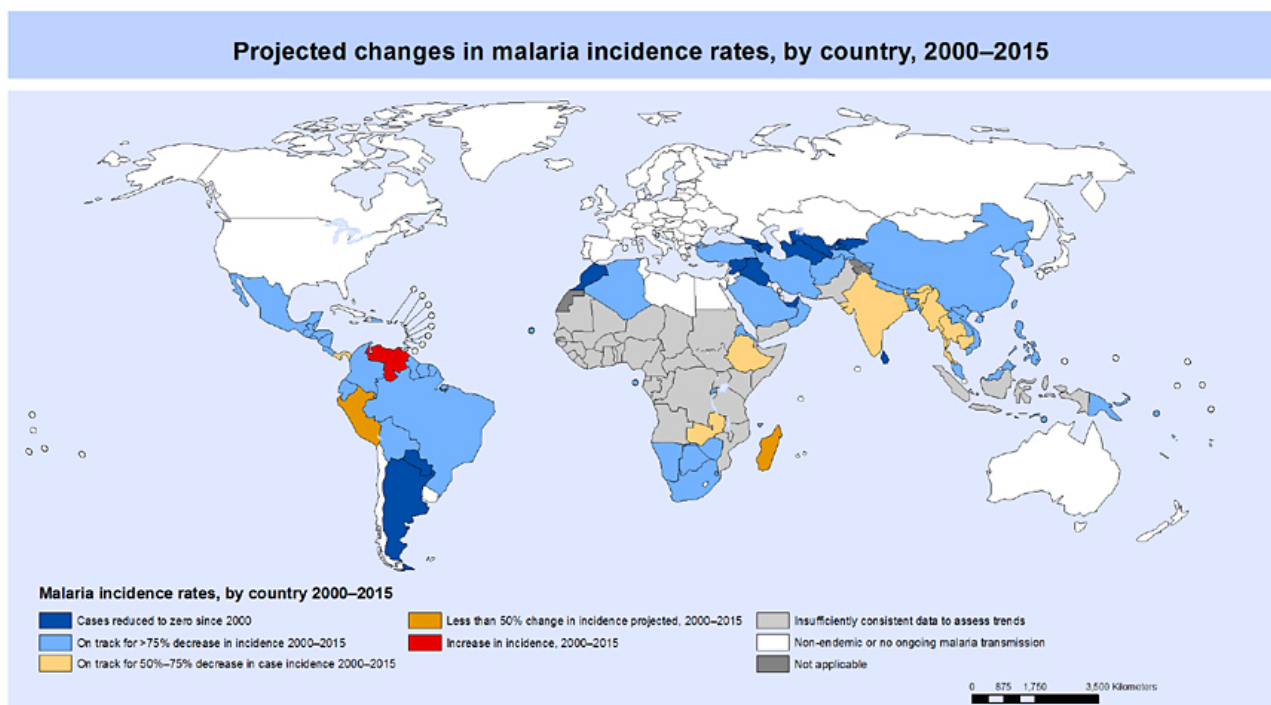 Projected changes in malaria incidence rates, by country, 2000–2015
Malaria incidence rates, by country 2000–2015
Cases reduced to zero since 2000
On track for >75% decrease in incidence 2000–2015
On track for 50%–75% decrease in case incidence 2000–2015
Less than 50% change in incidence projected, 2000–2015
Increase in incidence, 2000–2015
Insufficiently consistent data to assess trends
Non-endemic or no ongoing malaria transmission
Not applicable
0 875 1,750 3,500 Kilometers